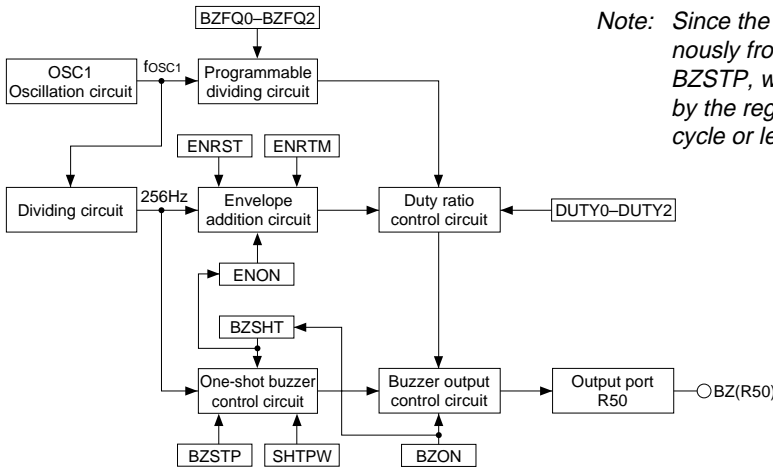 BZFQ0–BZFQ2
OSC1
Oscillation circuit
fOSC1
Programmable
dividing circuit
ENRST
ENRTM
Dividing circuit
256Hz
Envelope
addition circuit
Duty ratio
control circuit
DUTY0–DUTY2
ENON
BZSHT
One-shot buzzer
control circuit
Buzzer output
control circuit
Output port
R50
BZ(R50)
BZSTP
SHTPW
BZON
Note: Since the
nously fro
BZSTP, w
by the reg
cycle or le